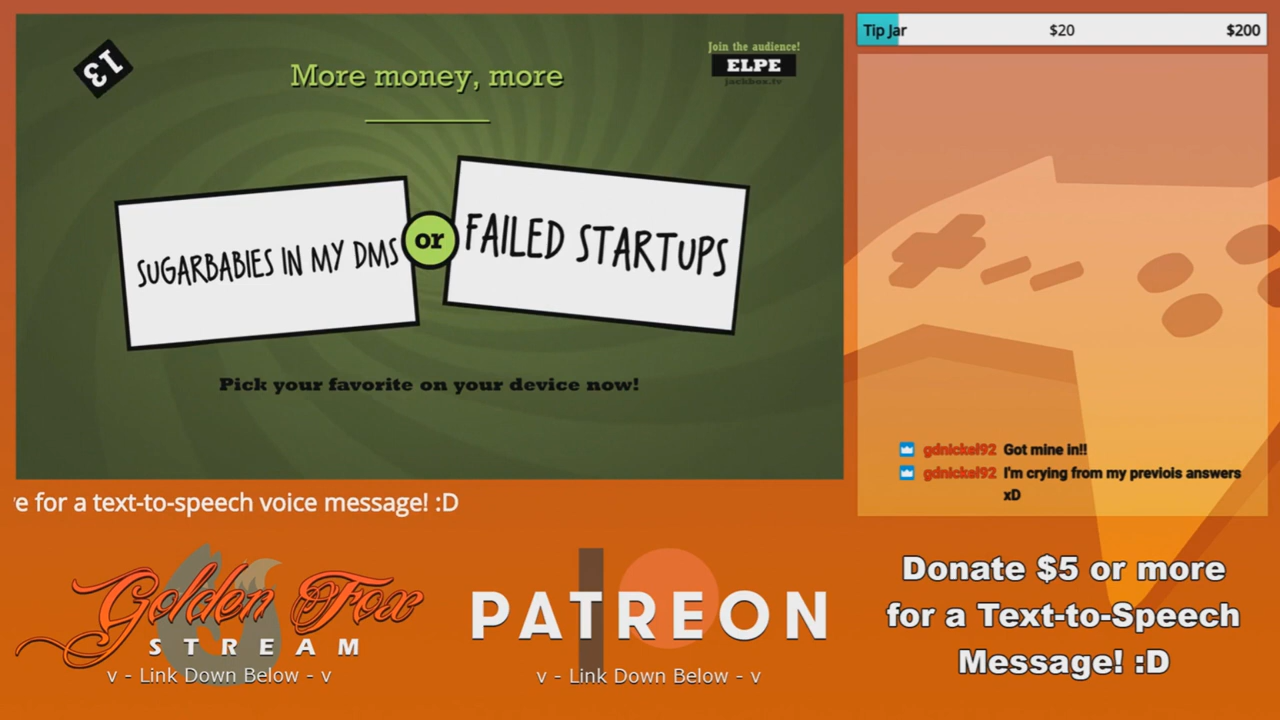 13
More money, more
Join the audience!
ELPE
jackbox.tv
SUGARBABIES IN MY DMS
or
FAILED STARTUPS
Pick your favorite on your device now!
Tip Jar $20 $200
gdnickel92 Got mine in!!
gdnickel92 I'm crying from my previois answers
xD
e for a text-to-speech voice message! :D
Golden Fox
STREAM
v - Link Down Below - v
PATREON
v - Link Down Below - v
Donate $5 or more
for a Text-to-Speech
Message! :D